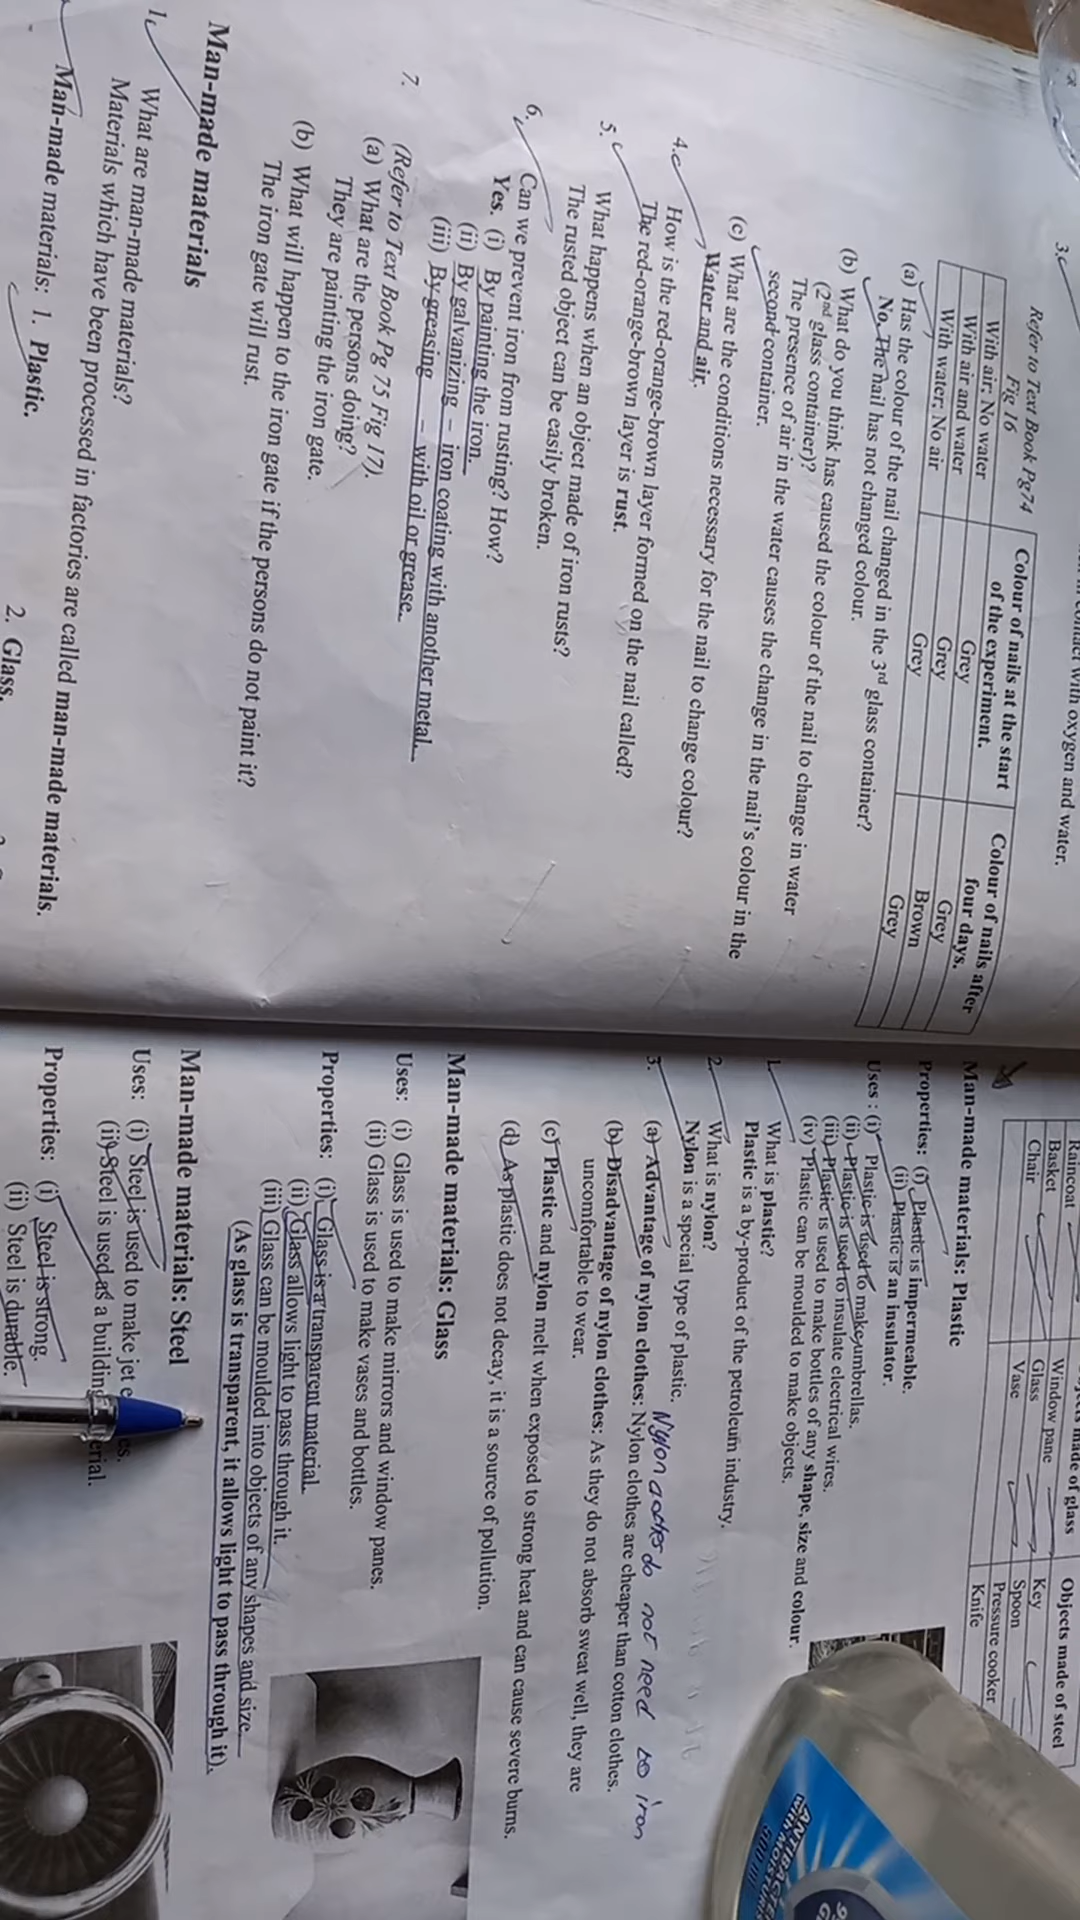 contact with oxygen and water.
3.
Refer to Text Book Pg74
Fig 16
Colour of nails at the start of the experiment.
Colour of nails after four days.
With air; No water Grey Grey
With air and water Grey Brown
With water; No air Grey Grey
(a) Has the colour of the nail changed in the 3rd glass container?
No. The nail has not changed colour.
(b) What do you think has caused the colour of the nail to change in water
(2nd glass container)?
The presence of air in the water causes the change in the nail's colour in the
second container.
(c) What are the conditions necessary for the nail to change colour?
Water and air.
4. How is the red-orange-brown layer formed on the nail called?
The red-orange-brown layer is rust.
5. What happens when an object made of iron rusts?
The rusted object can be easily broken.
6. Can we prevent iron from rusting? How?
Yes. (i) By painting the iron.
(ii) By galvanizing – iron coating with another metal.
(iii) By greasing – with oil or grease.
7. (Refer to Text Book Pg 75 Fig 17).
(a) What are the persons doing?
They are painting the iron gate.
(b) What will happen to the iron gate if the persons do not paint it?
The iron gate will rust.
Man-made materials
1. What are man-made materials?
Materials which have been processed in factories are called man-made materials.
Man-made materials: 1. Plastic.
2. Glass.
Raincoat
made of glass
Objects made of steel
Basket Window pane Key
Chair Glass Spoon
Vase Pressure cooker
Knife
Man-made materials: Plastic
Properties: (i) Plastic is impermeable.
(ii) Plastic is an insulator.
Uses : (i) Plastic is used to make umbrellas.
(ii) Plastic is used to insulate electrical wires.
(iii) Plastic is used to make bottles of any shape, size and colour.
(iv) Plastic can be moulded to make objects.
1. What is plastic?
Plastic is a by-product of the petroleum industry.
2. What is nylon?
Nylon is a special type of plastic. Nylon clothes do not need to iron
3. (a) Advantage of nylon clothes: Nylon clothes are cheaper than cotton clothes.
(b) Disadvantage of nylon clothes: As they do not absorb sweat well, they are
uncomfortable to wear.
(c) Plastic and nylon melt when exposed to strong heat and can cause severe burns.
(d) As plastic does not decay, it is a source of pollution.
Man-made materials: Glass
Uses: (i) Glass is used to make mirrors and window panes.
(ii) Glass is used to make vases and bottles.
Properties: (i) Glass is a transparent material.
(ii) Glass allows light to pass through it.
(iii) Glass can be moulded into objects of any shapes and size.
(As glass is transparent, it allows light to pass through it).
Man-made materials: Steel
Uses: (i) Steel is used to make jet e
(ii) Steel is used as a building erial.
Properties: (i) Steel is strong.
(ii) Steel is durable.
ANTIBACTE
WITH MOISTURI
500 ml